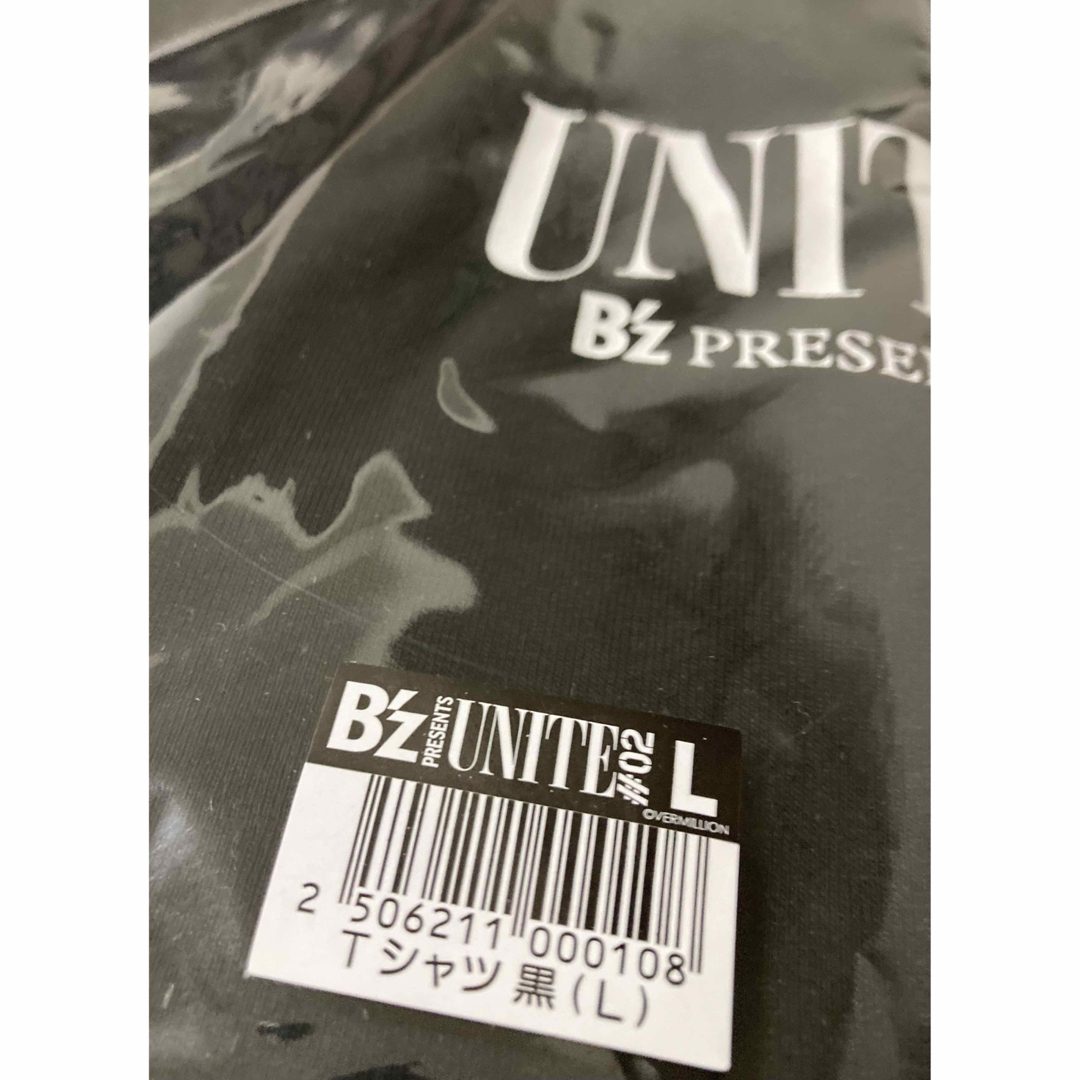 UNIT
B'z PRESE
B'z PRESENTS UNITE #02 L
©VERMILLION
2 506211 000108
Tシャツ 黒(L)